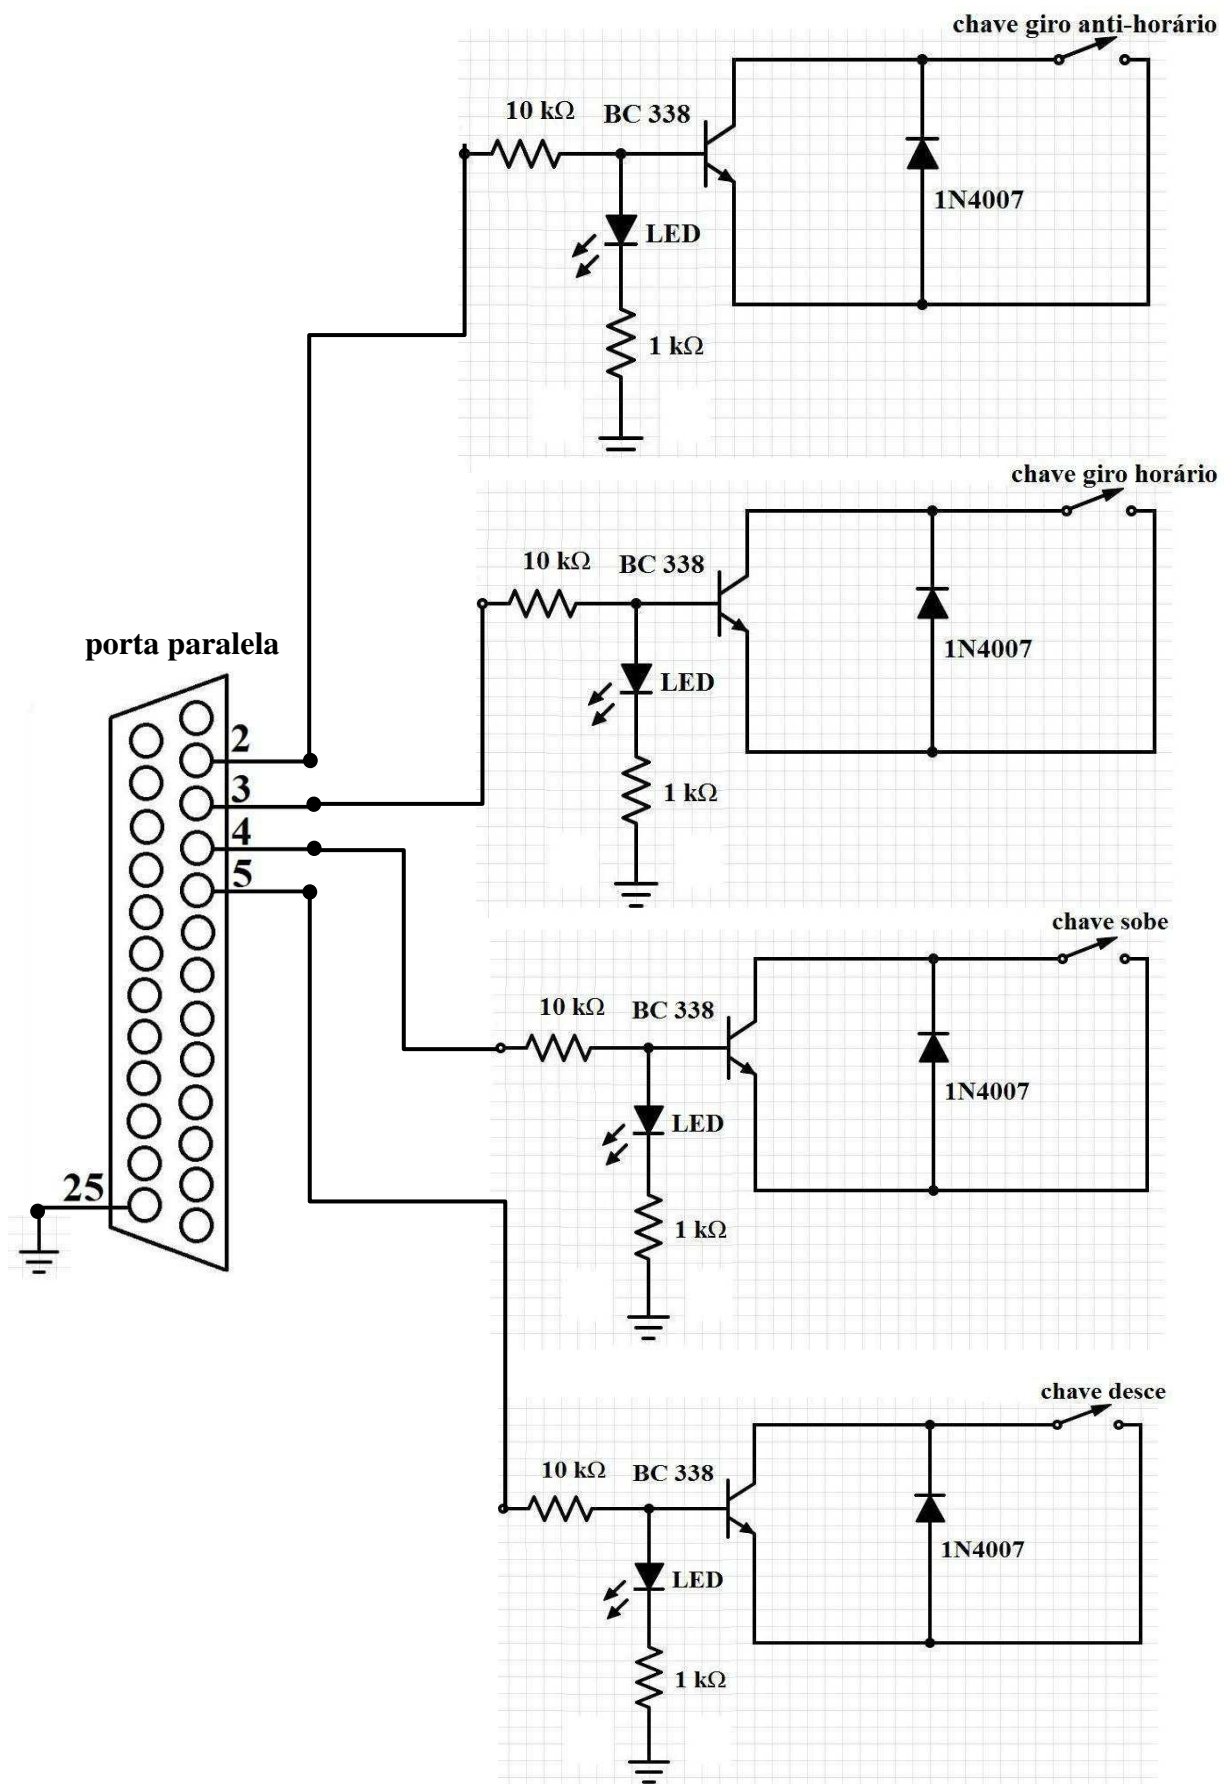 chave giro anti-horário
10 kΩ BC 338
1N4007
LED
1 kΩ
chave giro horário
10 kΩ BC 338
1N4007
LED
1 kΩ
porta paralela
2
3
4
5
25
chave sobe
10 kΩ BC 338
1N4007
LED
1 kΩ
chave desce
10 kΩ BC 338
1N4007
LED
1 kΩ